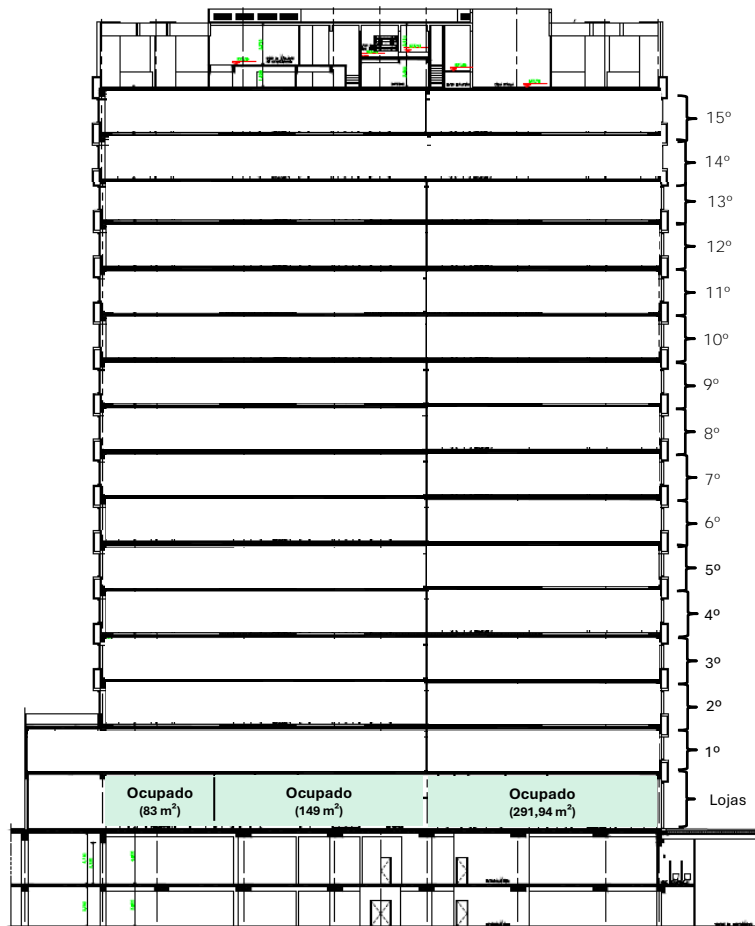 15º
14º
13º
12º
11º
10º
9º
8º
7º
6º
5º
4º
3º
2º
1º
Ocupado
(83 m²)
Ocupado
(149 m²)
Ocupado
(291,94 m²)
Lojas